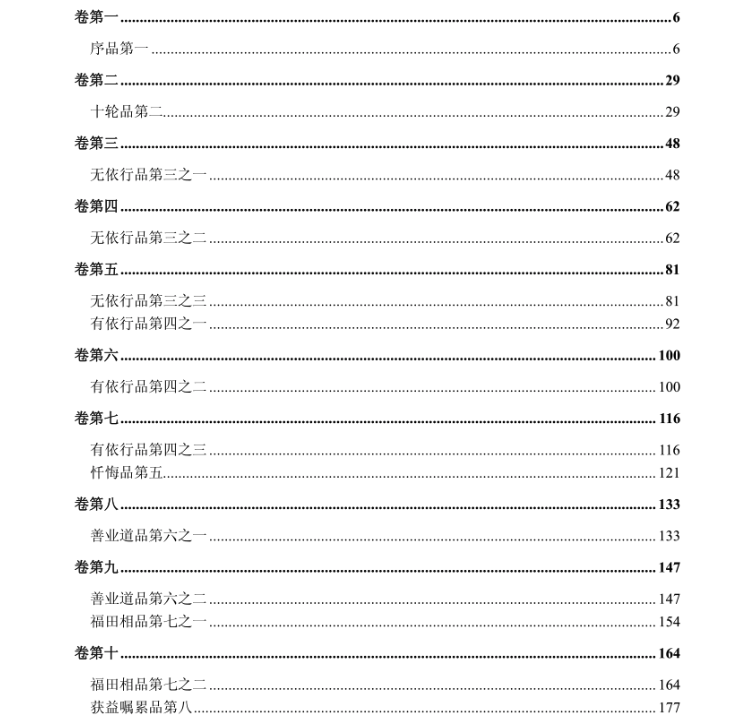 卷第一......6
序品第一......6
卷第二......29
十轮品第二......29
卷第三......48
无依行品第三之一......48
卷第四......62
无依行品第三之二......62
卷第五......81
无依行品第三之三......81
有依行品第四之一......92
卷第六......100
有依行品第四之二......100
卷第七......116
有依行品第四之三......116
忏悔品第五......121
卷第八......133
善业道品第六之一......133
卷第九......147
善业道品第六之二......147
福田相品第七之一......154
卷第十......164
福田相品第七之二......164
获益嘱累品第八......177